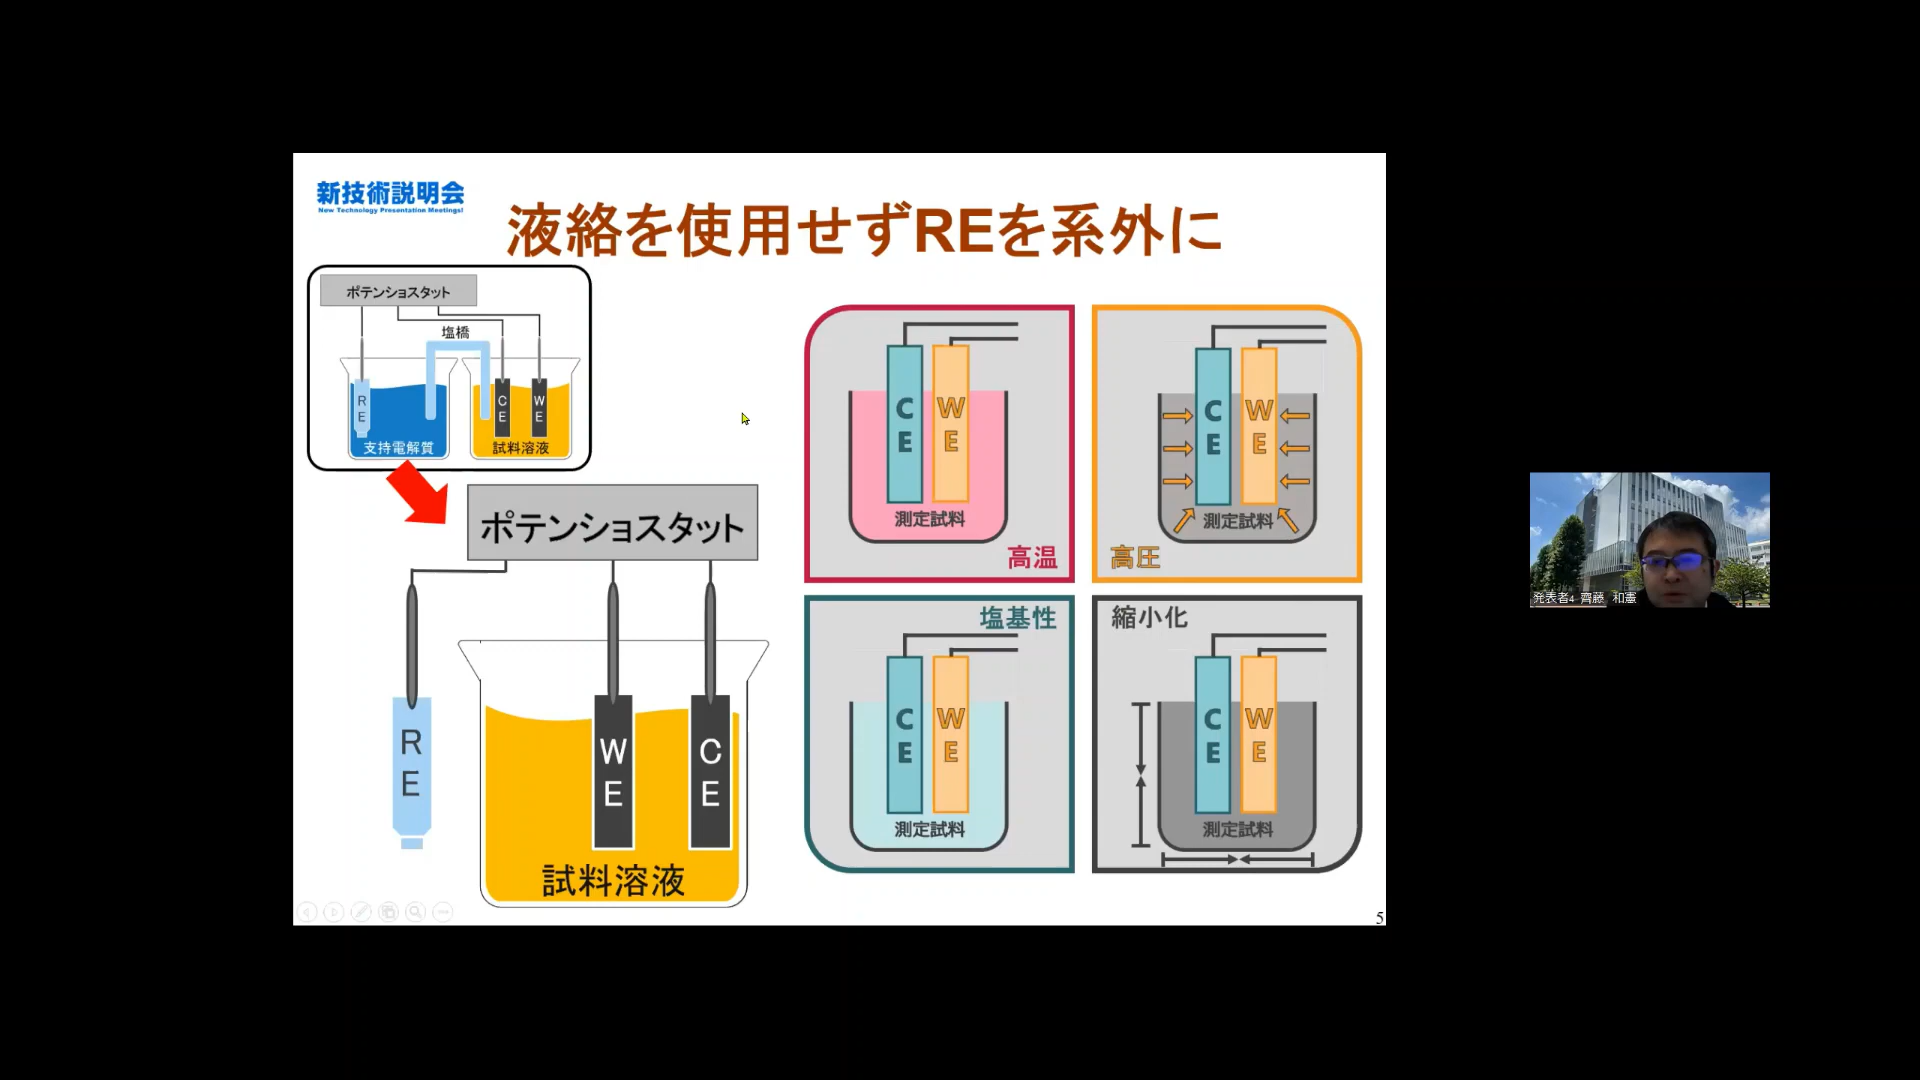 新技術説明会
New Technology Presentation Meetings!
液絡を使用せずREを系外に
ポテンショスタット
塩橋
RE
CE
WE
支持電解質
試料溶液
ポテンショスタット
RE
WE
CE
試料溶液
CE
WE
測定試料
高温
CE
WE
測定試料
高圧
塩基性
CE
WE
測定試料
縮小化
CE
WE
測定試料
5
発表者4 齊藤 和憲